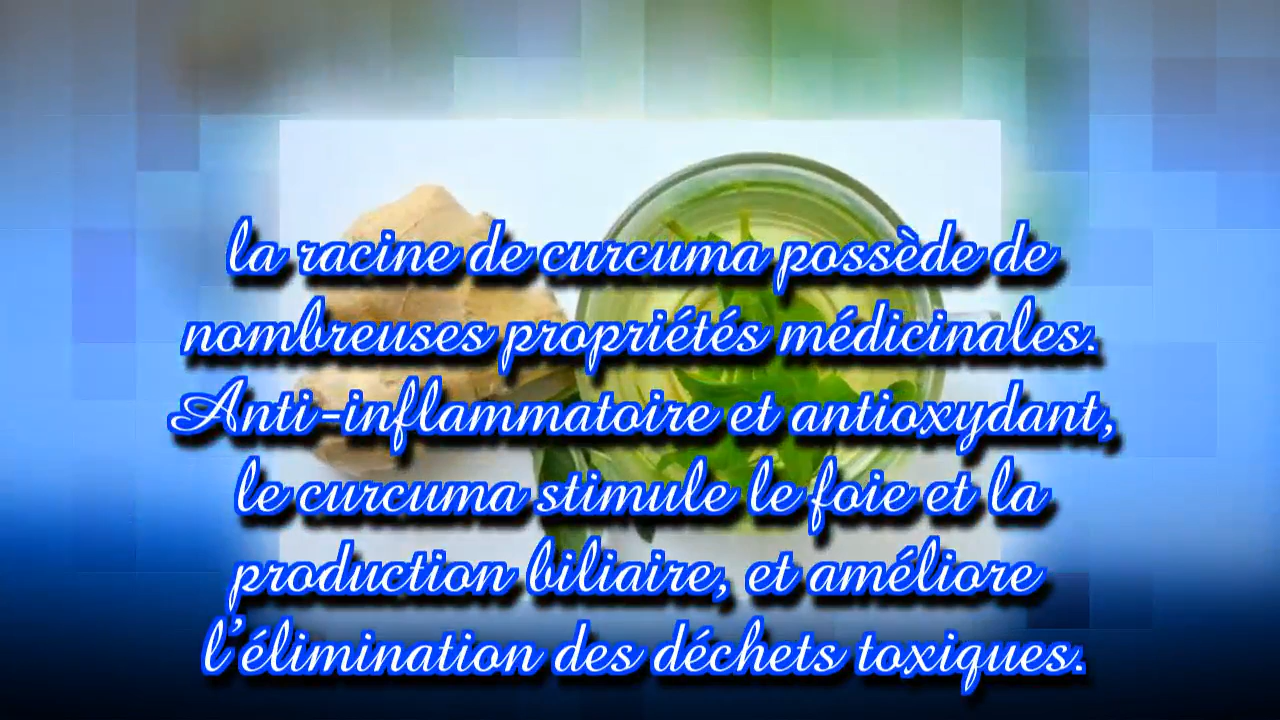 la racine de curcuma possède de
nombreuses propriétés médicinales.
Anti-inflammatoire et antioxydant,
le curcuma stimule le foie et la
production biliaire, et améliore
l'élimination des déchets toxiques.